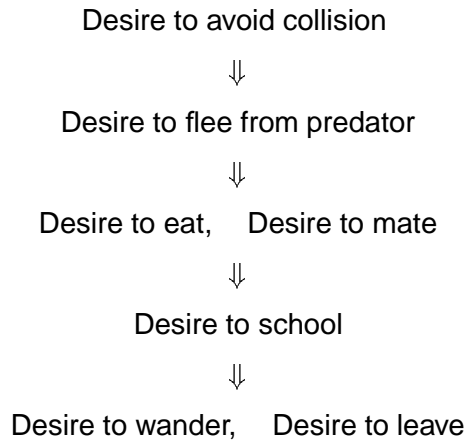 Desire to avoid collision
⇓
Desire to flee from predator
⇓
Desire to eat, Desire to mate
⇓
Desire to school
⇓
Desire to wander, Desire to leave